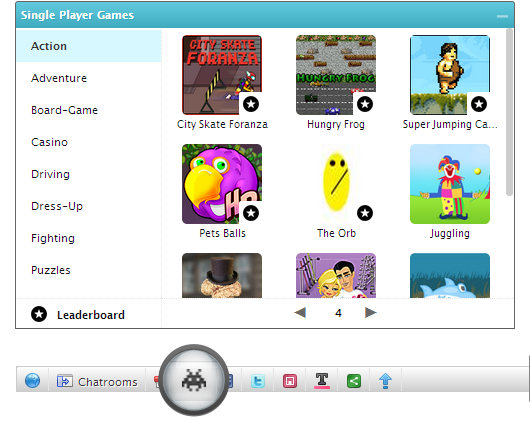 Single Player Games
Action
Adventure
Board-Game
Casino
Driving
Dress-Up
Fighting
Puzzles
Leaderboard
CITY SKATE
FORANZA
City Skate Foranza
HUNGRY FROG
Hungry Frog
Super Jumping Ca...
Pets Balls
The Orb
Juggling
4
Chatrooms
T